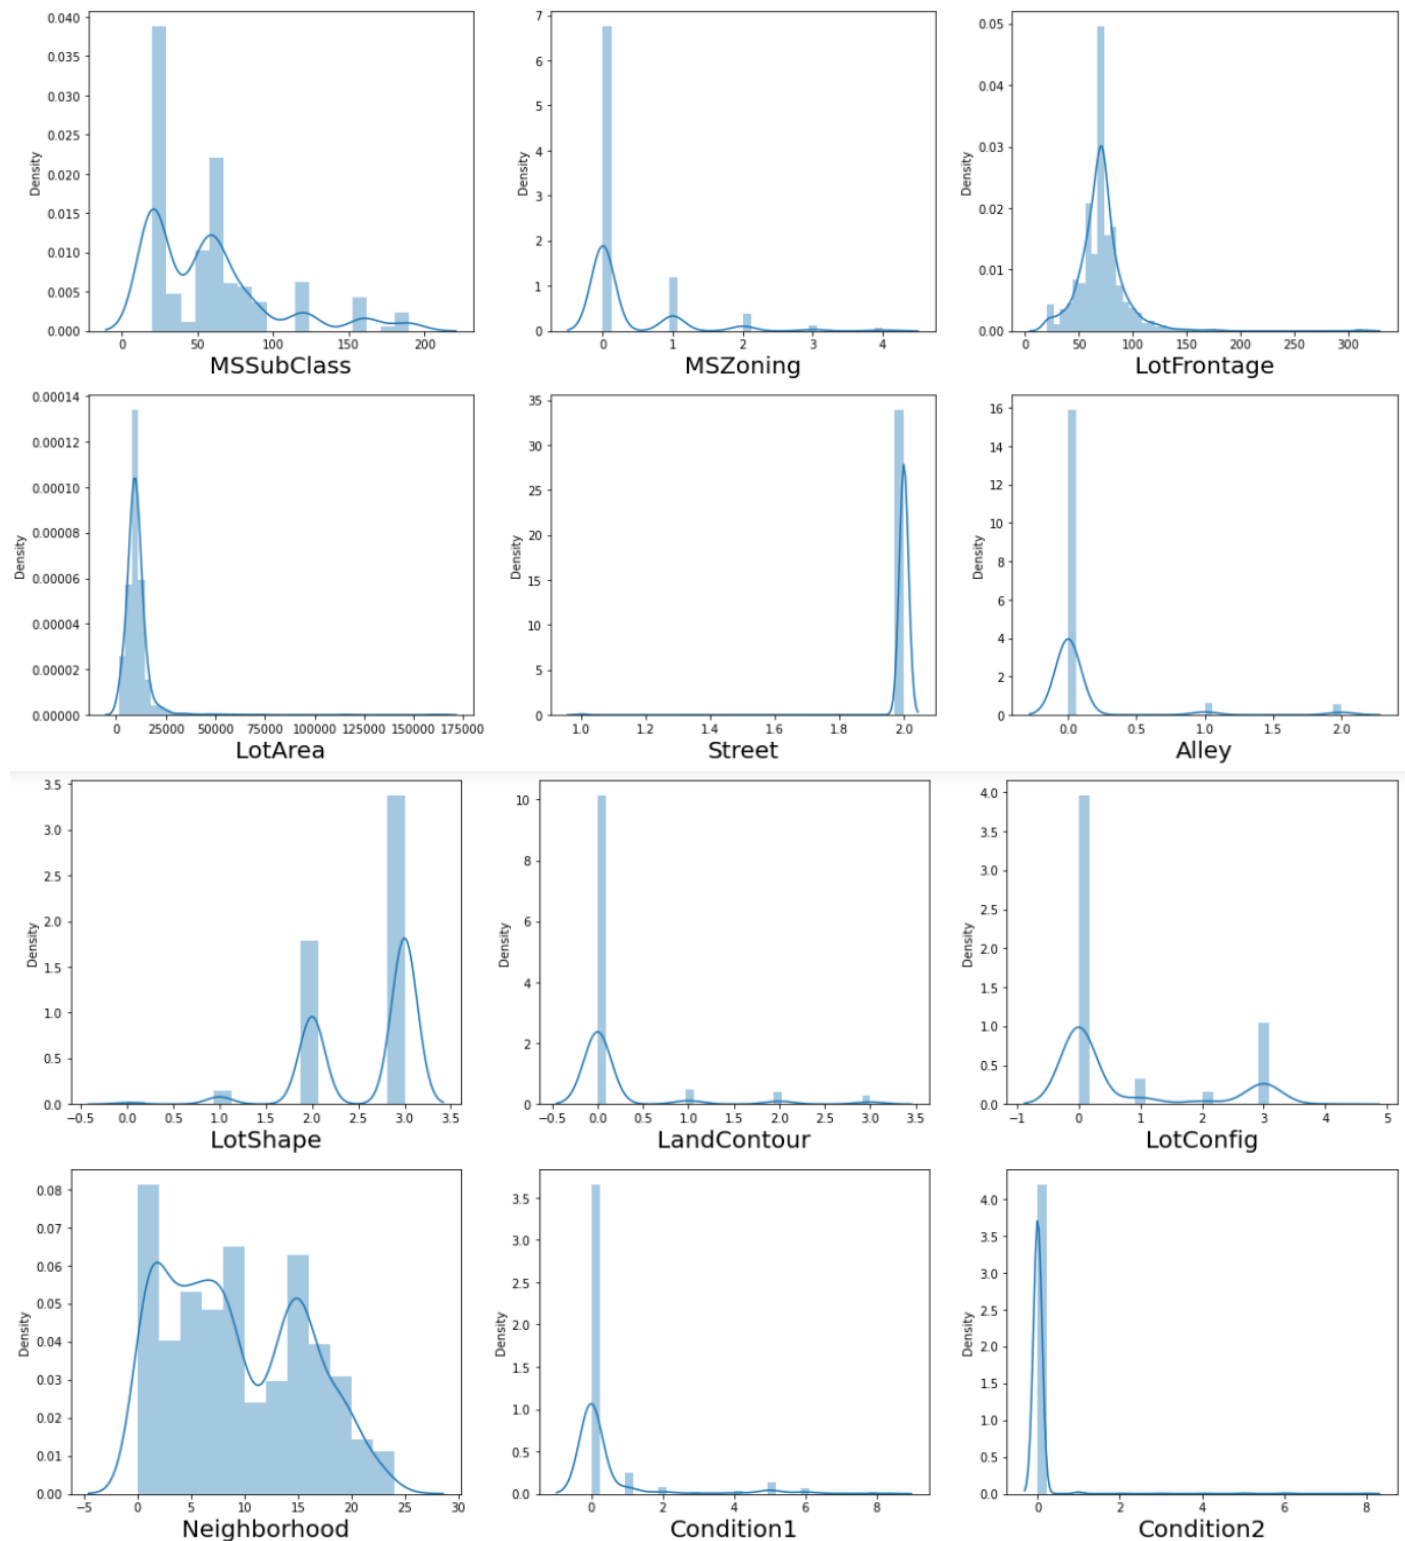 0.040
0.035
0.030
0.025
0.020
0.015
0.010
0.005
0.000
Density
0 50 100 150 200
MSSubClass
7
6
5
4
3
2
1
0
Density
0 1 2 3 4
MSZoning
0.05
0.04
0.03
0.02
0.01
0.00
Density
0 50 100 150 200 250 300
LotFrontage
0.00014
0.00012
0.00010
0.00008
0.00006
0.00004
0.00002
0.00000
Density
0 25000 50000 75000 100000 125000 150000 175000
LotArea
35
30
25
20
15
10
5
0
Density
1.0 1.2 1.4 1.6 1.8 2.0
Street
16
14
12
10
8
6
4
2
0
Density
0.0 0.5 1.0 1.5 2.0
Alley
3.5
3.0
2.5
2.0
1.5
1.0
0.5
0.0
Density
−0.5 0.0 0.5 1.0 1.5 2.0 2.5 3.0 3.5
LotShape
10
8
6
4
2
0
Density
−0.5 0.0 0.5 1.0 1.5 2.0 2.5 3.0 3.5
LandContour
4.0
3.5
3.0
2.5
2.0
1.5
1.0
0.5
0.0
Density
−1 0 1 2 3 4 5
LotConfig
0.08
0.07
0.06
0.05
0.04
0.03
0.02
0.01
0.00
Density
−5 0 5 10 15 20 25 30
Neighborhood
3.5
3.0
2.5
2.0
1.5
1.0
0.5
0.0
Density
0 2 4 6 8
Condition1
4.0
3.5
3.0
2.5
2.0
1.5
1.0
0.5
0.0
Density
0 2 4 6 8
Condition2